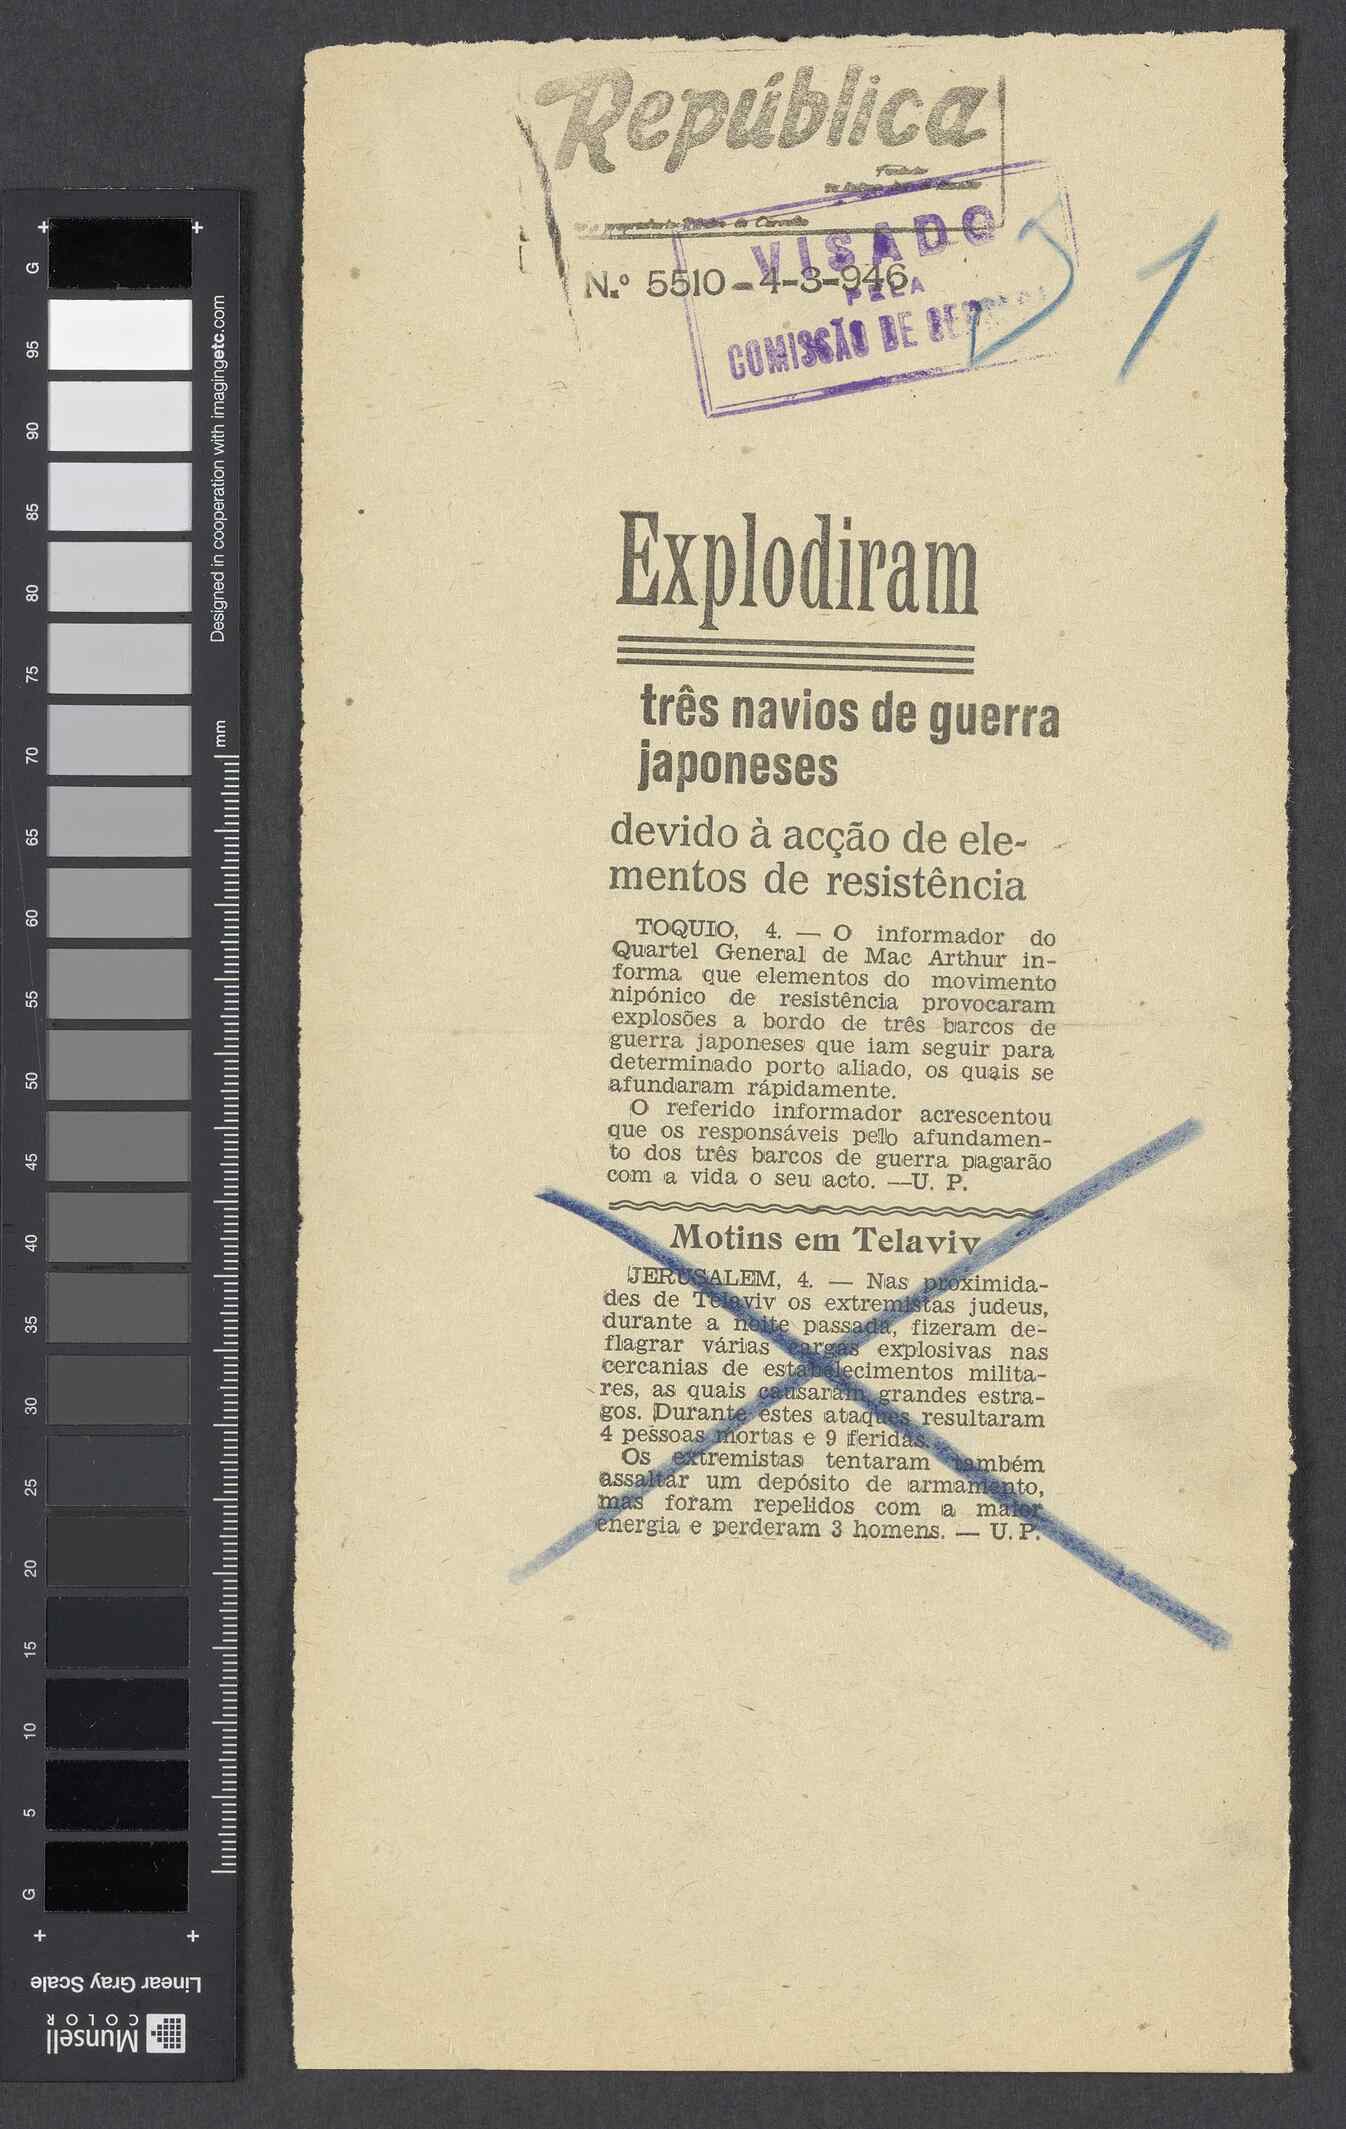 República
N.º 5510-4-3-946
VISADO
PELA
COMISSÃO DE
1
Explodiram
três navios de guerra
japoneses
devido à acção de ele-
mentos de resistência
TOQUIO, 4. — O informador do
Quartel General de Mac Arthur in-
forma que elementos do movimento
nipónico de resistência provocaram
explosões a bordo de três barcos de
guerra japoneses que iam seguir para
determinado porto aliado, os quais se
afundaram rápidamente.
O referido informador acrescentou
que os responsáveis pelo afundamen-
to dos três barcos de guerra pagarão
com a vida o seu acto. —U. P.
Motins em Telaviv
JERUSALEM, 4. — Nas proximida-
des de Telaviv os extremistas judeus,
durante a noite passada, fizeram de-
flagrar várias cargas explosivas nas
cercanias de estabelecimentos milita-
res, as quais causaram grandes estra-
gos. Durante estes ataques resultaram
4 pessoas mortas e 9 feridas.
Os extremistas tentaram também
assaltar um depósito de armamento,
mas foram repelidos com a maior
energia e perderam 3 homens. — U. P.
G
95
90
85
80
75
70
65
60
55
50
45
40
35
30
25
20
15
10
5
G
Designed in cooperation with imagingetc.com
mm
Linear Gray Scale
Munsell
COLOR